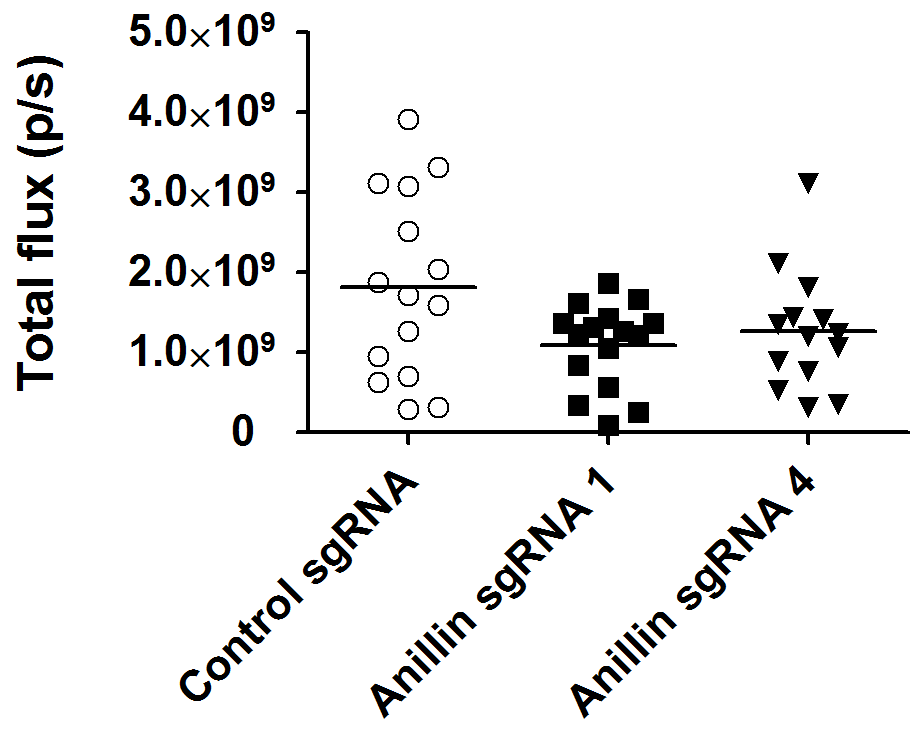 Total flux (p/s)
5.0×10⁹
4.0×10⁹
3.0×10⁹
2.0×10⁹
1.0×10⁹
0
Control sgRNA
Anillin sgRNA 1
Anillin sgRNA 4